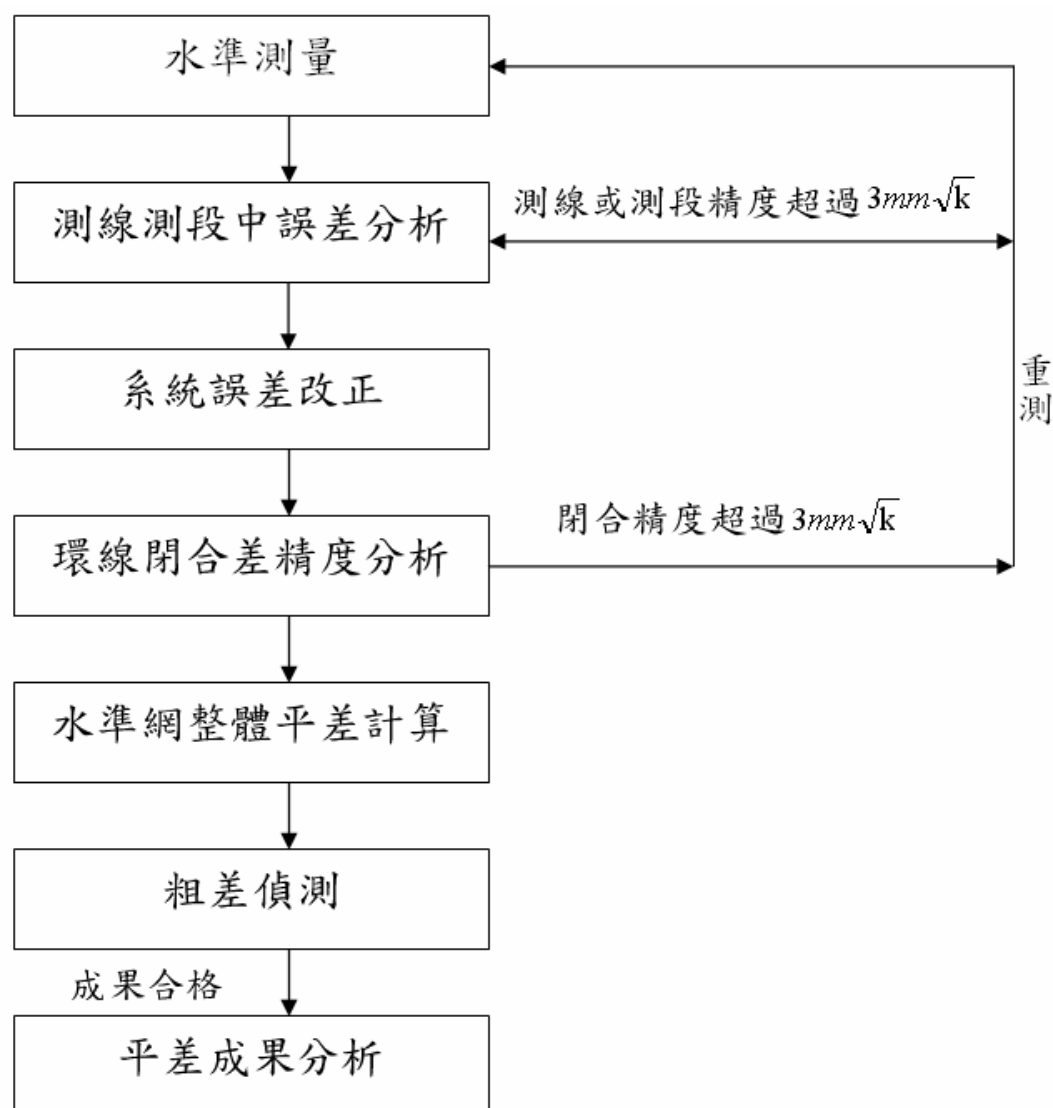 水準測量
測線測段中誤差分析
測線或測段精度超過3mm√k
系統誤差改正
重測
閉合精度超過3mm√k
環線閉合差精度分析
水準網整體平差計算
粗差偵測
成果合格
平差成果分析